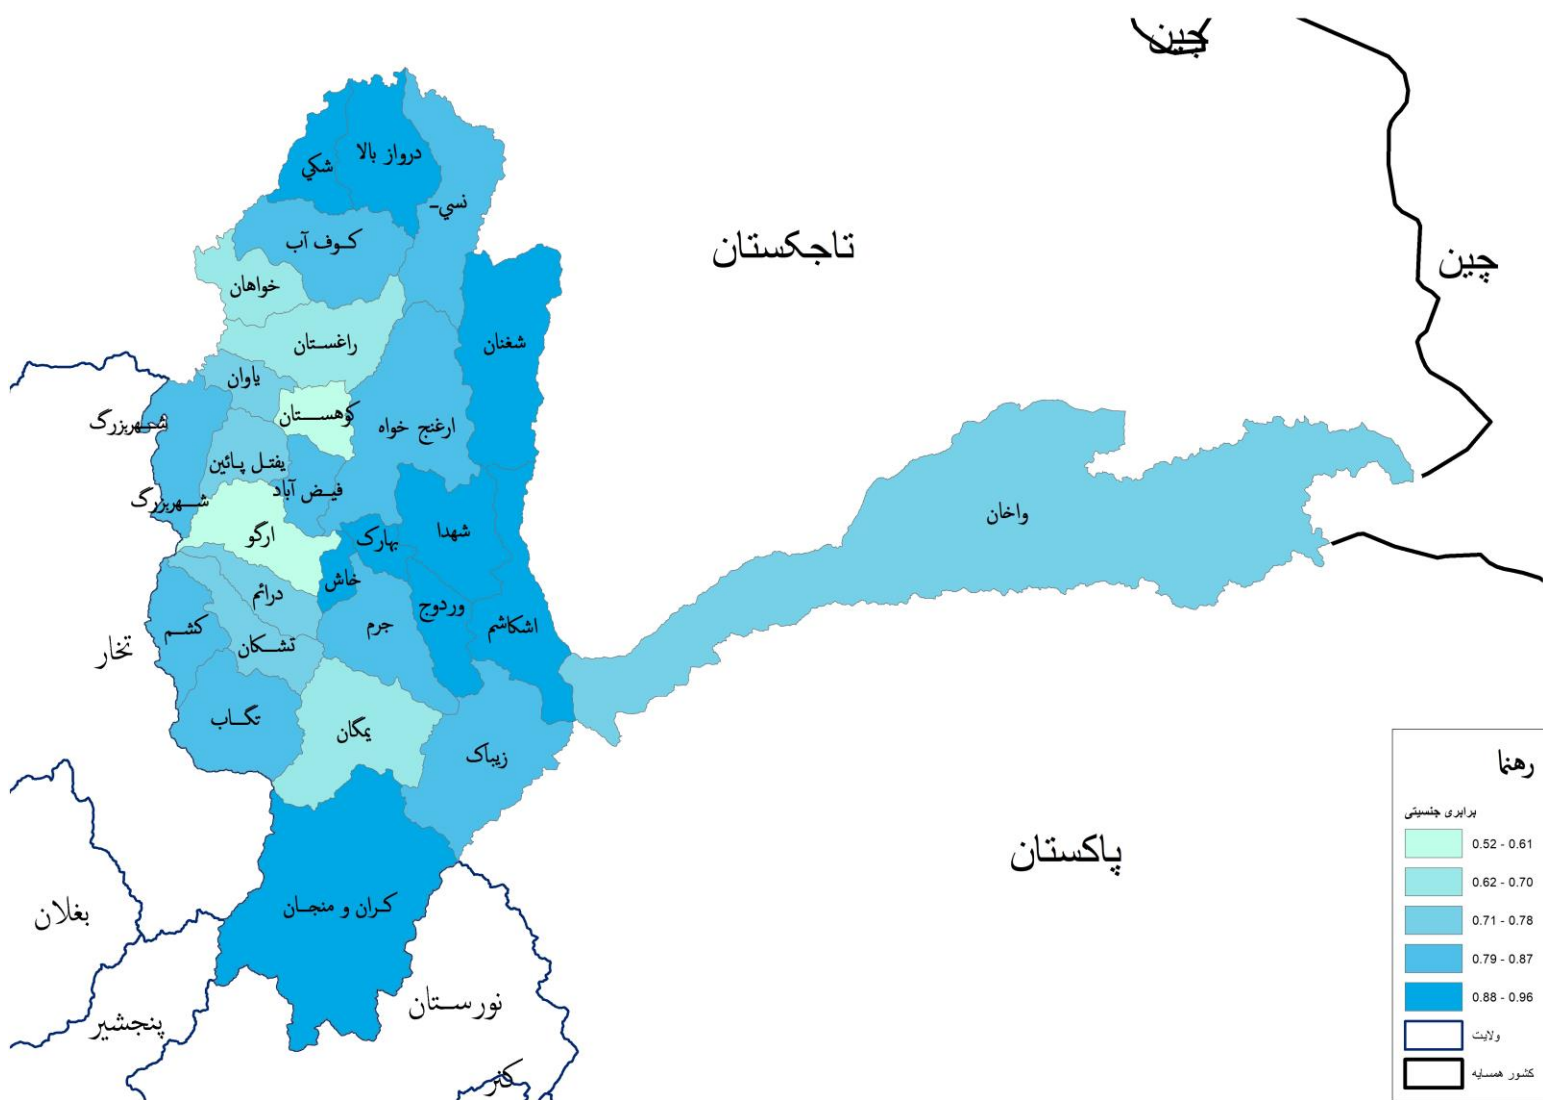 چین
درواز بالا
شکي
نسي-
کوف آب
تاجکستان
چین
خواهان
راغستان
شغنان
یاوان
کوهستان
شهربزرگ
ارغنج خواه
یفتل پائین
فیض آباد
شهربزرگ
واخان
ارگو
بهارک
شهدا
خاش
درائم
وردوج
اشکاشم
جرم
کشم
تشکان
تخار
تگاب
یمگان
زیباک
پاکستان
کران و منجان
بغلان
نورستان
پنجشیر
کنر
رهنما
برابری جنسیتی
0.52 - 0.61
0.62 - 0.70
0.71 - 0.78
0.79 - 0.87
0.88 - 0.96
ولایت
کشور همسایه